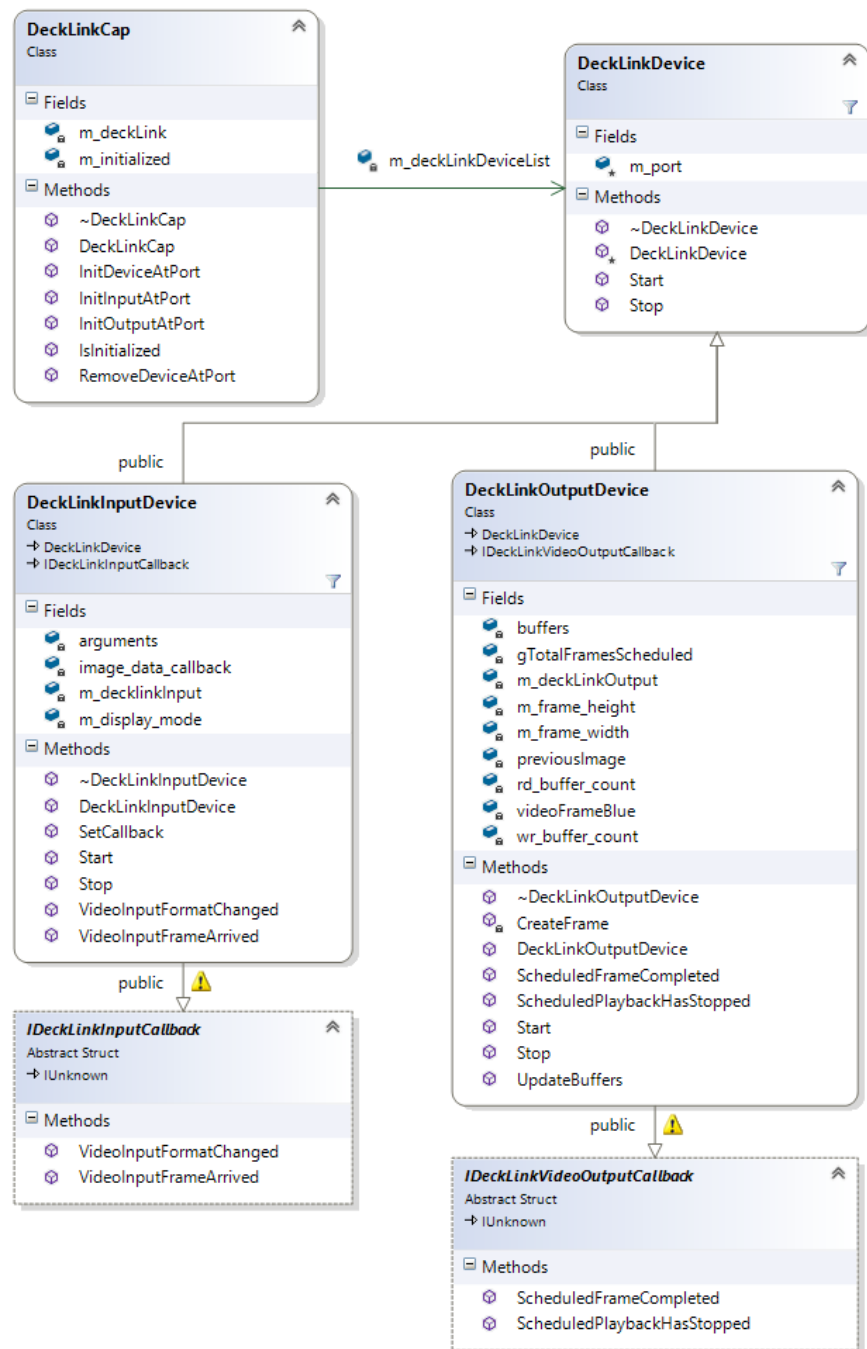 DeckLinkCap
Class
Fields
m_deckLink
m_initialized
Methods
~DeckLinkCap
DeckLinkCap
InitDeviceAtPort
InitInputAtPort
InitOutputAtPort
IsInitialized
RemoveDeviceAtPort
m_deckLinkDeviceList
DeckLinkDevice
Class
Fields
m_port
Methods
~DeckLinkDevice
DeckLinkDevice
Start
Stop
public
public
DeckLinkInputDevice
Class
DeckLinkDevice
IDeckLinkInputCallback
Fields
arguments
image_data_callback
m_decklinkInput
m_display_mode
Methods
~DeckLinkInputDevice
DeckLinkInputDevice
SetCallback
Start
Stop
VideoInputFormatChanged
VideoInputFrameArrived
public
IDeckLinkInputCallback
Abstract Struct
IUnknown
Methods
VideoInputFormatChanged
VideoInputFrameArrived
DeckLinkOutputDevice
Class
DeckLinkDevice
IDeckLinkVideoOutputCallback
Fields
buffers
gTotalFramesScheduled
m_deckLinkOutput
m_frame_height
m_frame_width
previousImage
rd_buffer_count
videoFrameBlue
wr_buffer_count
Methods
~DeckLinkOutputDevice
CreateFrame
DeckLinkOutputDevice
ScheduledFrameCompleted
ScheduledPlaybackHasStopped
Start
Stop
UpdateBuffers
public
IDeckLinkVideoOutputCallback
Abstract Struct
IUnknown
Methods
ScheduledFrameCompleted
ScheduledPlaybackHasStopped